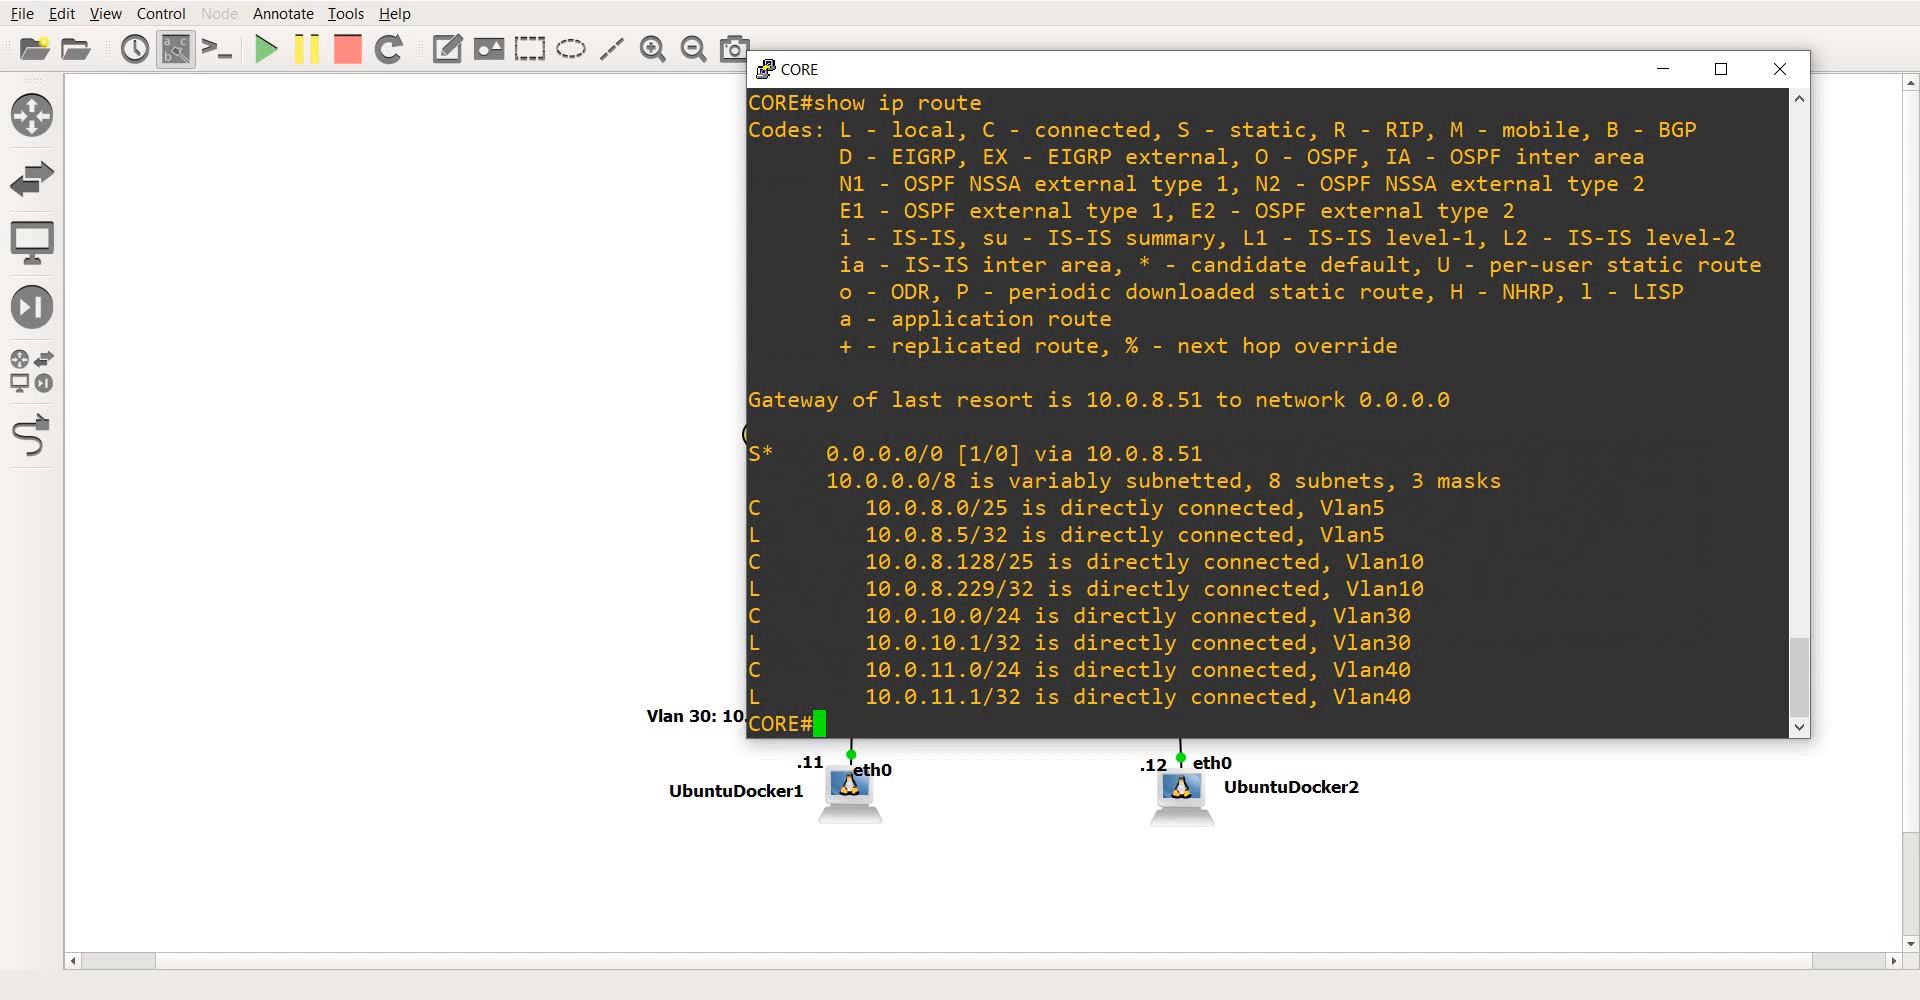 File Edit View Control Node Annotate Tools Help
CORE
CORE#show ip route
Codes: L - local, C - connected, S - static, R - RIP, M - mobile, B - BGP
D - EIGRP, EX - EIGRP external, O - OSPF, IA - OSPF inter area
N1 - OSPF NSSA external type 1, N2 - OSPF NSSA external type 2
E1 - OSPF external type 1, E2 - OSPF external type 2
i - IS-IS, su - IS-IS summary, L1 - IS-IS level-1, L2 - IS-IS level-2
ia - IS-IS inter area, * - candidate default, U - per-user static route
o - ODR, P - periodic downloaded static route, H - NHRP, l - LISP
a - application route
+ - replicated route, % - next hop override
Gateway of last resort is 10.0.8.51 to network 0.0.0.0
S* 0.0.0.0/0 [1/0] via 10.0.8.51
10.0.0.0/8 is variably subnetted, 8 subnets, 3 masks
C 10.0.8.0/25 is directly connected, Vlan5
L 10.0.8.5/32 is directly connected, Vlan5
C 10.0.8.128/25 is directly connected, Vlan10
L 10.0.8.229/32 is directly connected, Vlan10
C 10.0.10.0/24 is directly connected, Vlan30
L 10.0.10.1/32 is directly connected, Vlan30
C 10.0.11.0/24 is directly connected, Vlan40
L 10.0.11.1/32 is directly connected, Vlan40
CORE#
Vlan 30: 10.
.11 eth0
UbuntuDocker1
.12 eth0
UbuntuDocker2